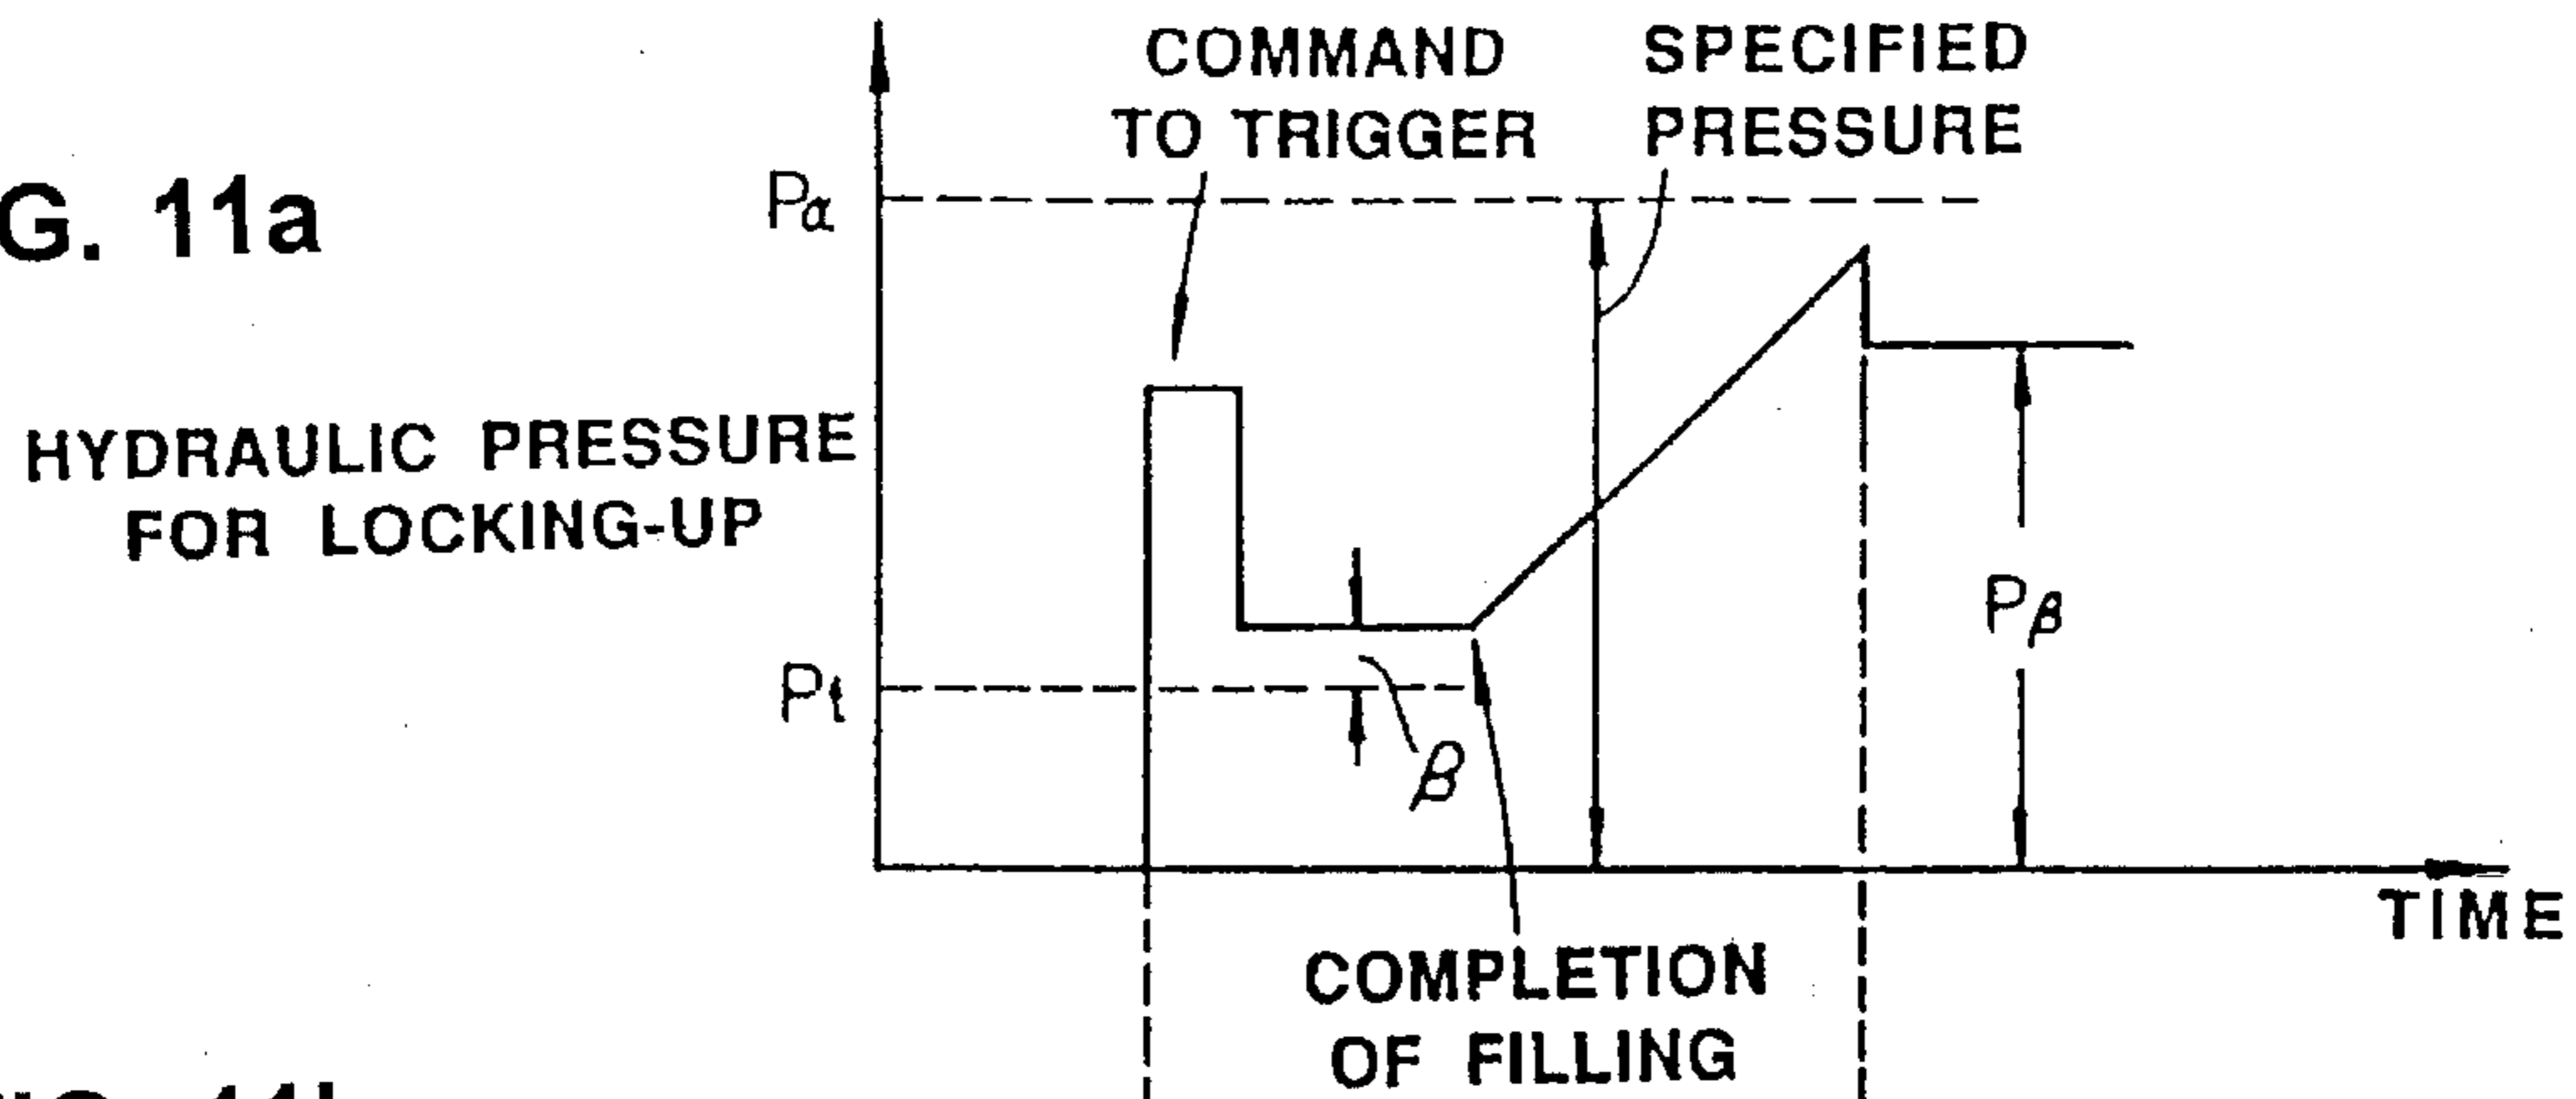 G. 11a
COMMAND
TO TRIGGER
SPECIFIED
PRESSURE
Pα
HYDRAULIC PRESSURE
FOR LOCKING-UP
Pt
β
Pβ
TIME
COMPLETION
OF FILLING